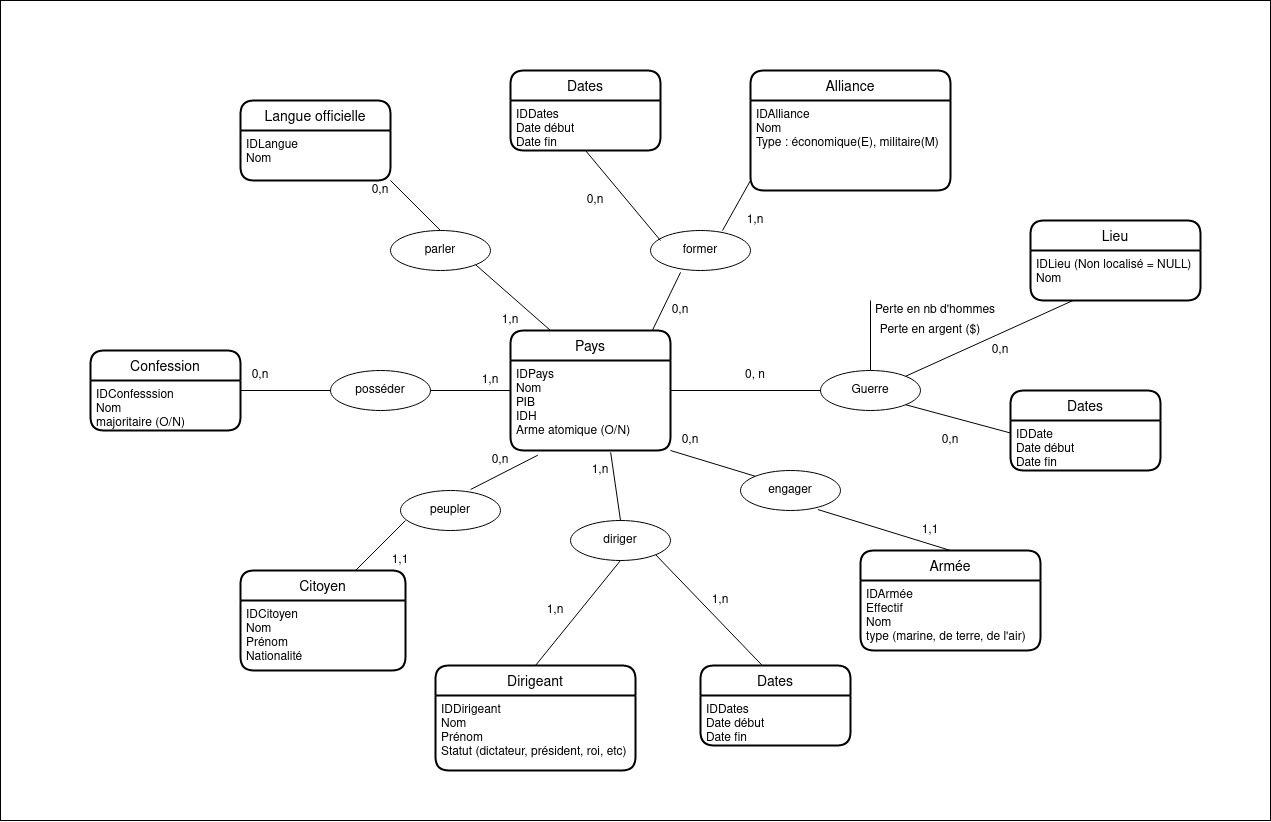 Dates
IDDates
Date début
Date fin
Alliance
IDAlliance
Nom
Type : économique(E), militaire(M)
Langue officielle
IDLangue
Nom
0,n
0,n
1,n
parler
former
Lieu
IDLieu (Non localisé = NULL)
Nom
1,n
0,n
Perte en nb d'hommes
Perte en argent ($)
0,n
Confession
IDConfesssion
Nom
majoritaire (O/N)
0,n
posséder
1,n
Pays
IDPays
Nom
PIB
IDH
Arme atomique (O/N)
0, n
Guerre
Dates
IDDate
Date début
Date fin
0,n
0,n
0,n
1,n
peupler
engager
diriger
1,1
1,1
Citoyen
IDCitoyen
Nom
Prénom
Nationalité
1,n
1,n
Armée
IDArmée
Effectif
Nom
type (marine, de terre, de l'air)
Dirigeant
IDDirigeant
Nom
Prénom
Statut (dictateur, président, roi, etc)
Dates
IDDates
Date début
Date fin